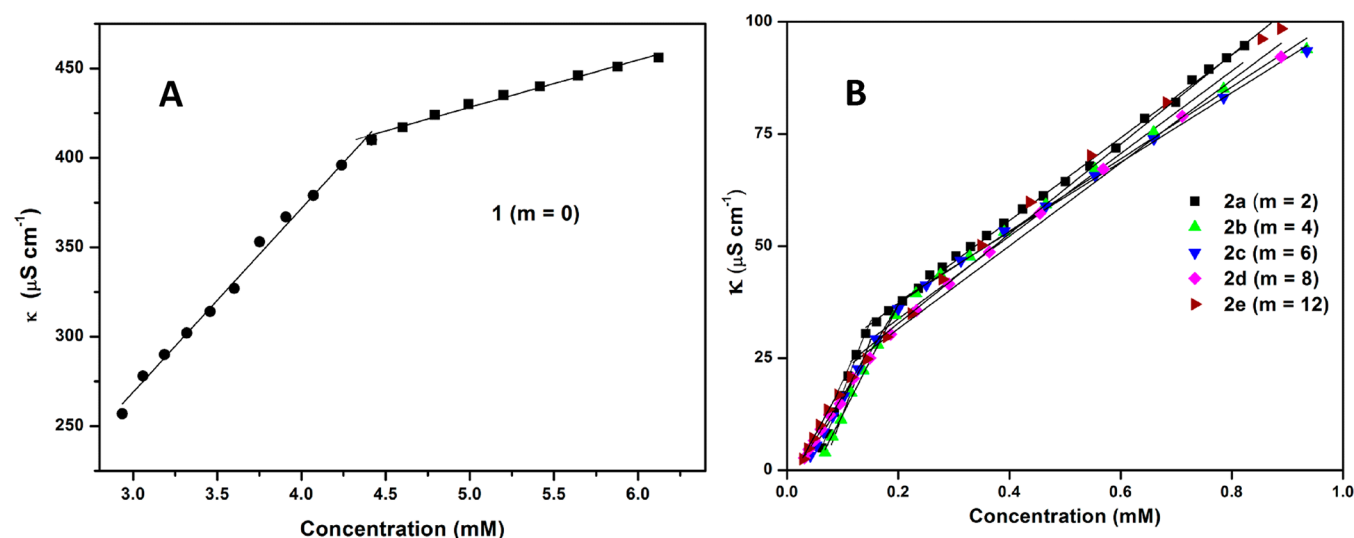 A
450
400
350
300
250
κ (μS cm⁻¹)
1 (m = 0)
3.0 3.5 4.0 4.5 5.0 5.5 6.0
Concentration (mM)
B
100
75
50
25
0
κ (μS cm⁻¹)
2a (m = 2)
2b (m = 4)
2c (m = 6)
2d (m = 8)
2e (m = 12)
0.0 0.2 0.4 0.6 0.8 1.0
Concentration (mM)